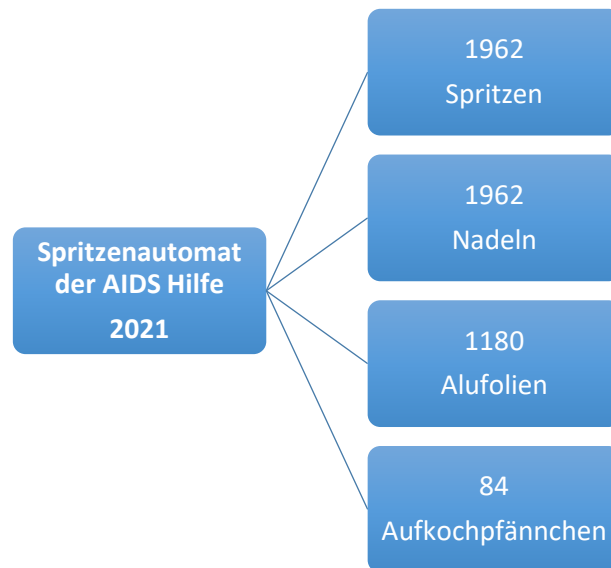 1962
Spritzen
1962
Nadeln
Spritzenautomat
der AIDS Hilfe
2021
1180
Alufolien
84
Aufkochpfännchen